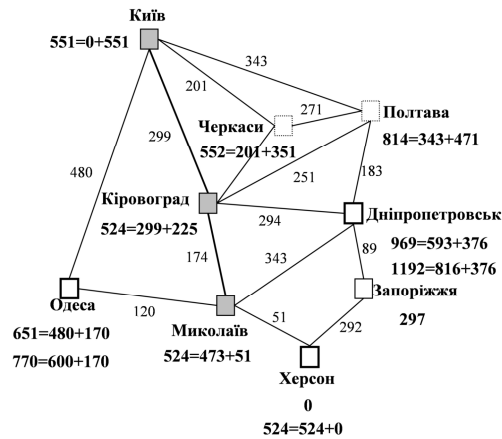 Київ
551=0+551
343
201
271
Полтава
Черкаси
814=343+471
299
552=201+351
251
183
480
Кіровоград
294
Дніпропетровськ
524=299+225
969=593+376
174
343
89
1192=816+376
Запоріжжя
Одеса
120
Миколаїв
51
292
297
651=480+170
524=473+51
770=600+170
Херсон
0
524=524+0